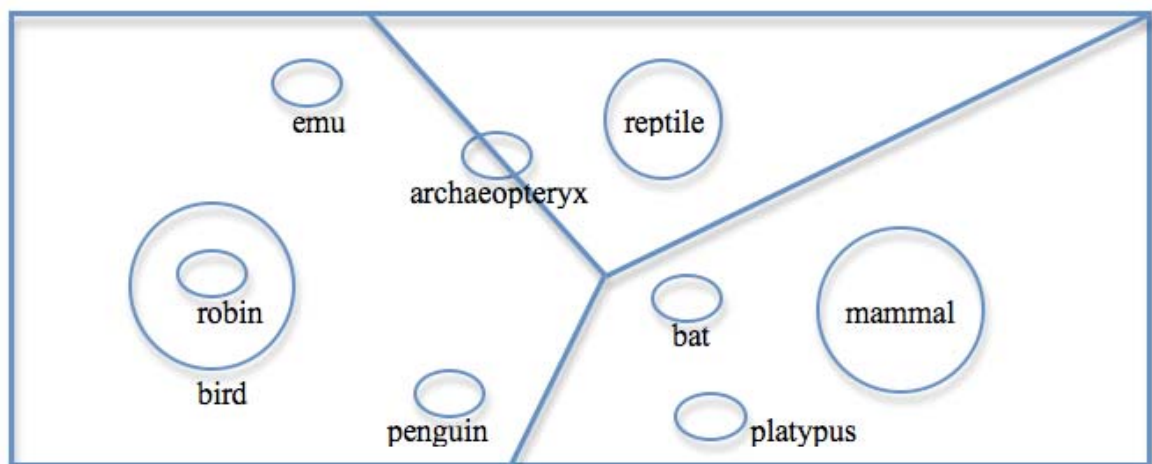 emu
reptile
archaeopteryx
robin
mammal
bat
bird
penguin
platypus